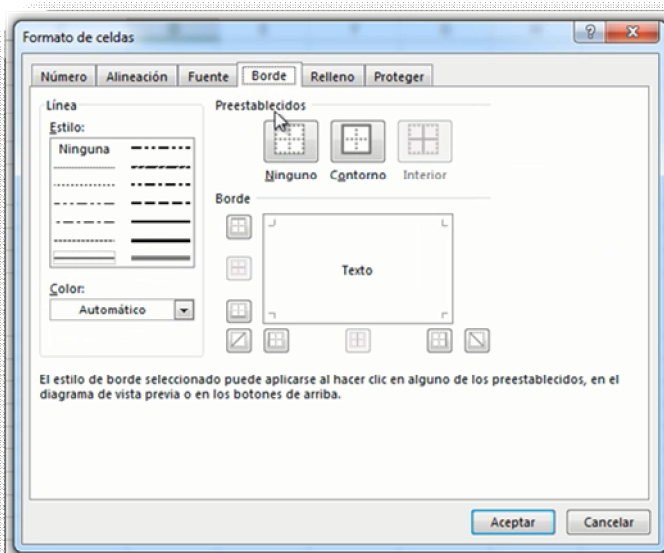 Formato de celdas
Número Alineación Fuente Borde Relleno Proteger
Línea
Estilo:
Ninguna
Color:
Automático
Preestablecidos
Ninguno Contorno Interior
Borde
Texto
El estilo de borde seleccionado puede aplicarse al hacer clic en alguno de los preestablecidos, en el
diagrama de vista previa o en los botones de arriba.
Aceptar Cancelar